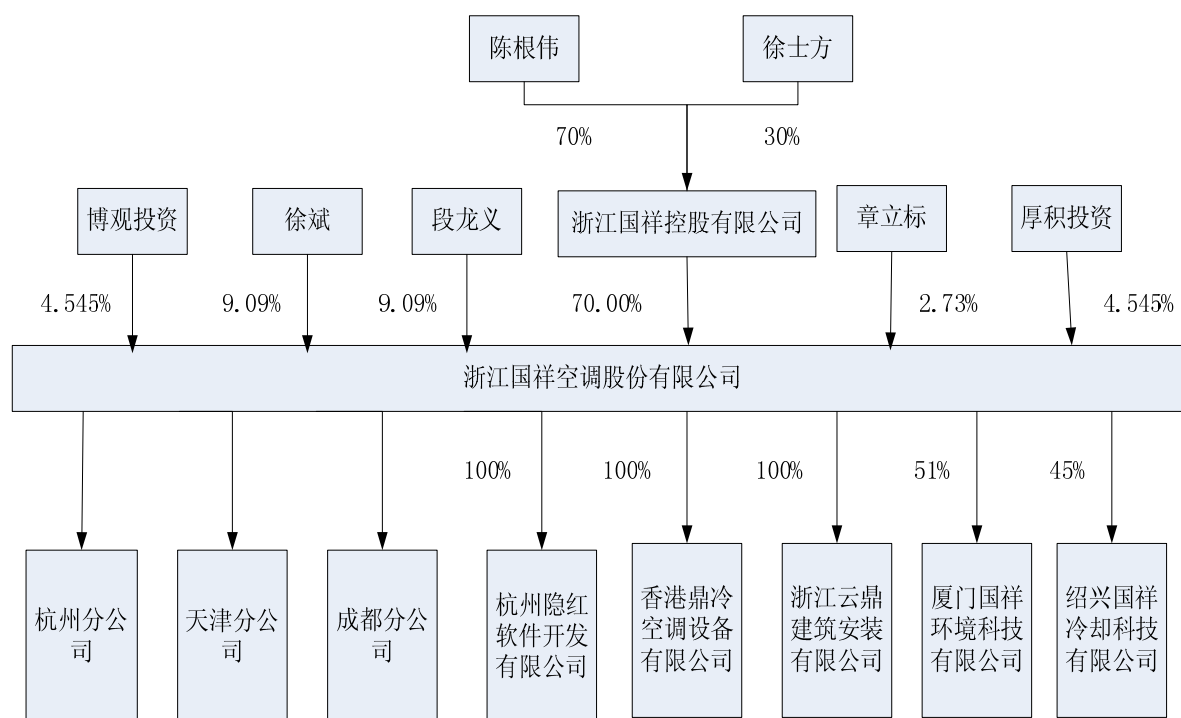 陈根伟
徐士方
70%
30%
博观投资
徐斌
段龙义
浙江国祥控股有限公司
章立标
厚积投资
4.545%
9.09%
9.09%
70.00%
2.73%
4.545%
浙江国祥空调股份有限公司
100%
100%
100%
51%
45%
杭州分公
司
天津分公
司
成都分公
司
杭州隐红
软件开发
有限公司
香港鼎冷
空调设备
有限公司
浙江云鼎
建筑安装
有限公司
厦门国祥
环境科技
有限公司
绍兴国祥
冷却科技
有限公司